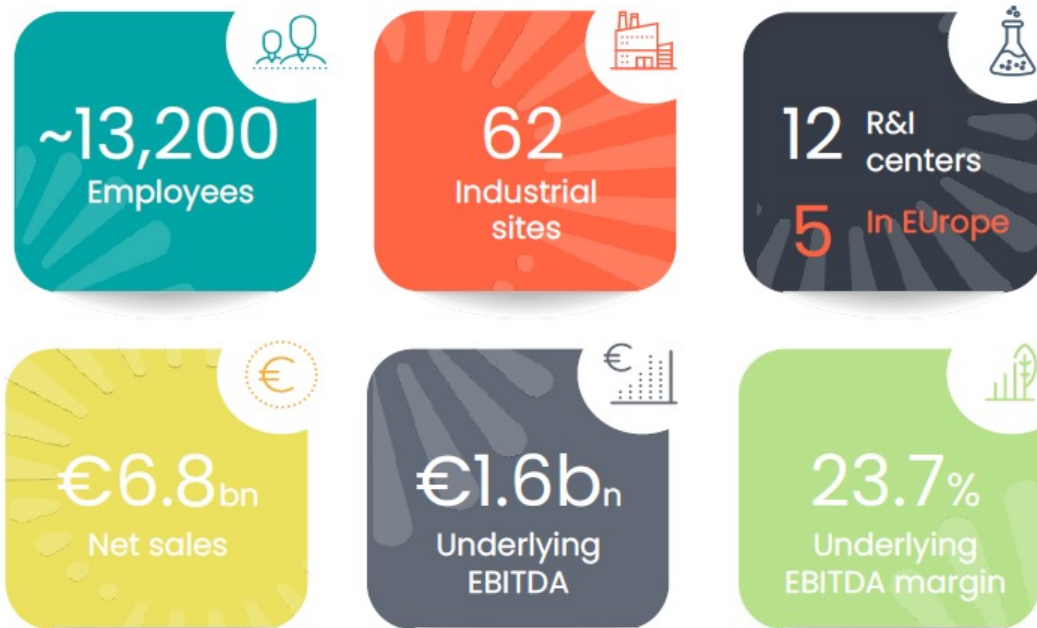 ~13,200
Employees
62
Industrial
sites
12 R&I
centers
5 In EUrope
€
€6.8bn
Net sales
€
€1.6bn
Underlying
EBITDA
23.7%
Underlying
EBITDA margin